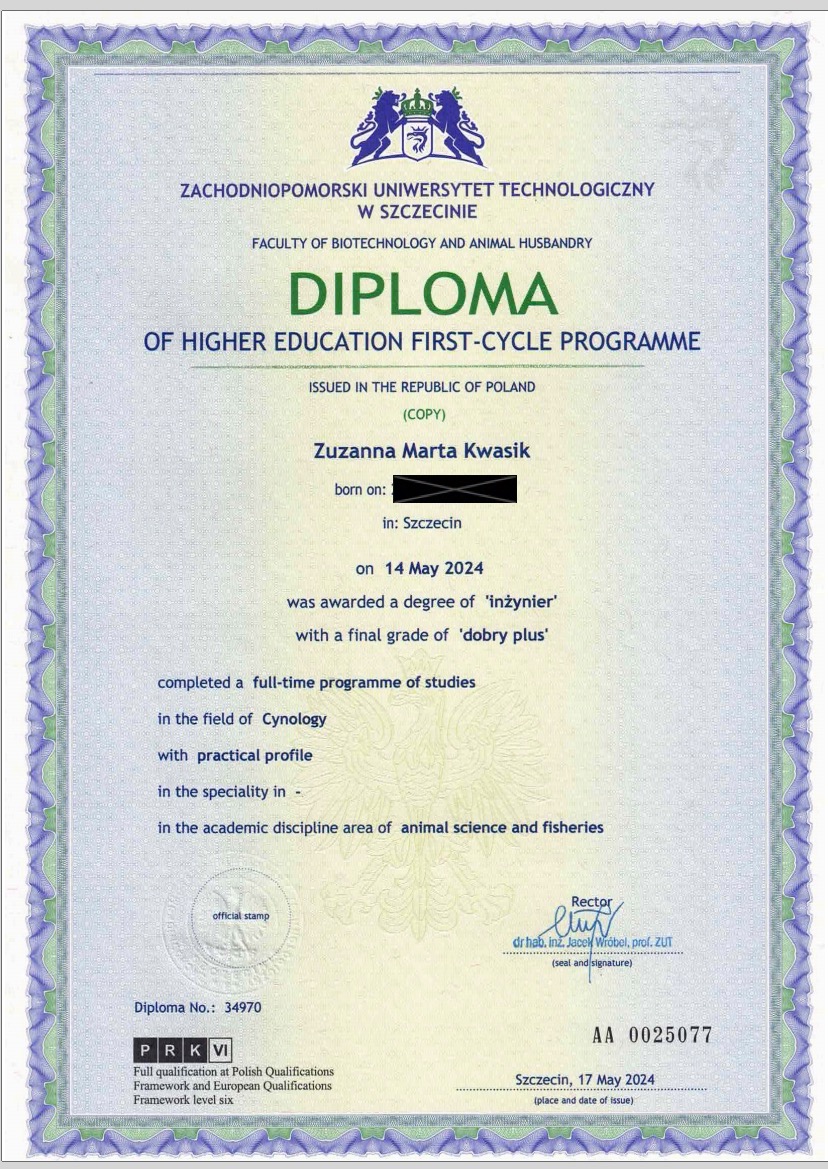 ZACHODNIOPOMORSKI UNIWERSYTET TECHNOLOGICZNY
W SZCZECINIE
FACULTY OF BIOTECHNOLOGY AND ANIMAL HUSBANDRY
DIPLOMA
OF HIGHER EDUCATION FIRST-CYCLE PROGRAMME
ISSUED IN THE REPUBLIC OF POLAND
(COPY)
Zuzanna Marta Kwasik
born on:
in: Szczecin
on 14 May 2024
was awarded a degree of 'inżynier'
with a final grade of 'dobry plus'
completed a full-time programme of studies
in the field of Cynology
with practical profile
in the speciality in -
in the academic discipline area of animal science and fisheries
official stamp
Rector
dr hab. inż. Jacek Wróbel, prof. ZUT
(seal and signature)
Diploma No.: 34970
AA 0025077
P R K VI
Full qualification at Polish Qualifications
Framework and European Qualifications
Framework level six
Szczecin, 17 May 2024
(place and date of issue)